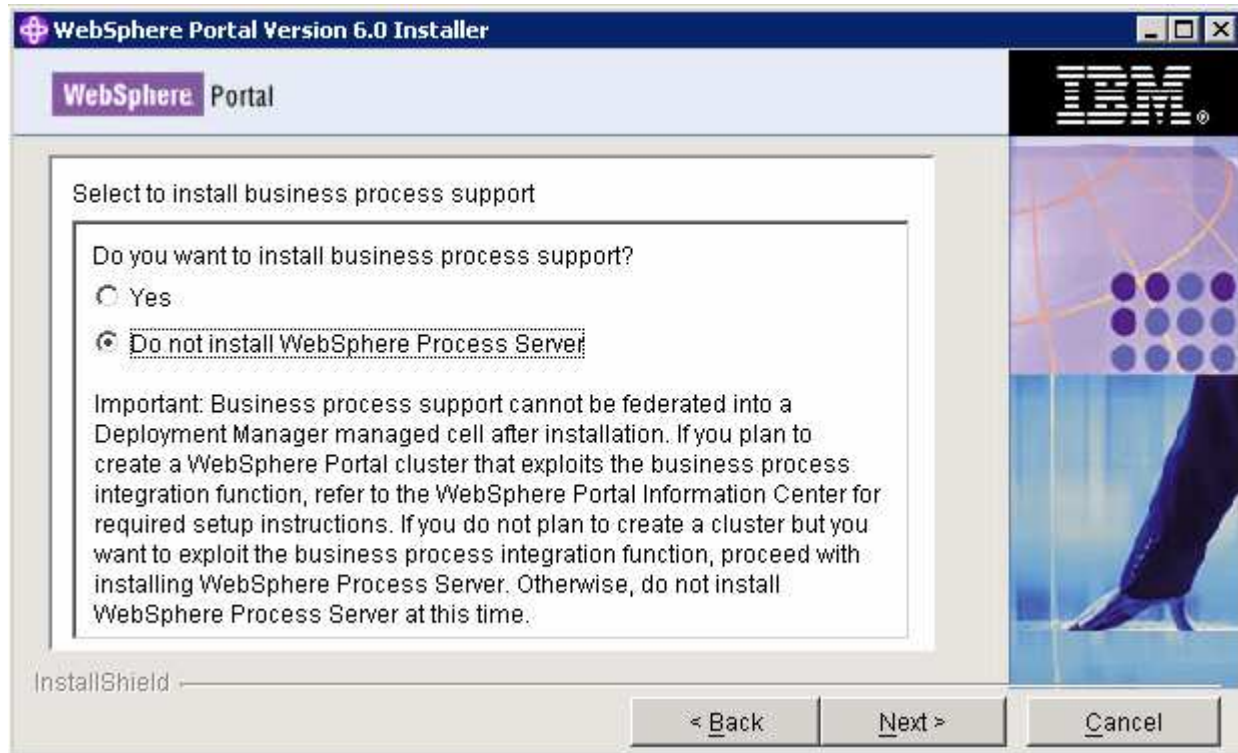 WebSphere Portal Version 6.0 Installer
WebSphere Portal
IBM®
Select to install business process support
Do you want to install business process support?
Yes
Do not install WebSphere Process Server
Important: Business process support cannot be federated into a
Deployment Manager managed cell after installation. If you plan to
create a WebSphere Portal cluster that exploits the business process
integration function, refer to the WebSphere Portal Information Center for
required setup instructions. If you do not plan to create a cluster but you
want to exploit the business process integration function, proceed with
installing WebSphere Process Server. Otherwise, do not install
WebSphere Process Server at this time.
InstallShield
< Back
Next >
Cancel